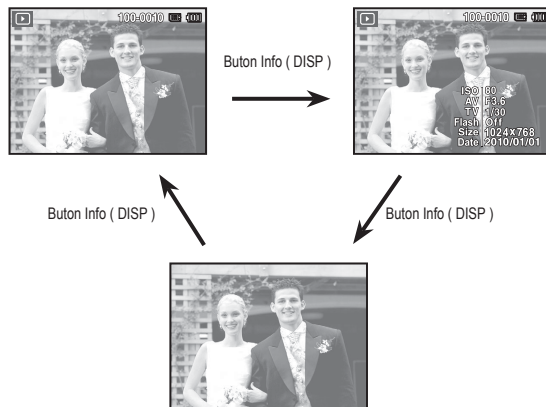 100-0010
100-0010
Buton Info ( DISP )
ISO 80
AV F3.6
TV 1/30
Flash Off
Size 1024X768
Date 2010/01/01
Buton Info ( DISP )
Buton Info ( DISP )